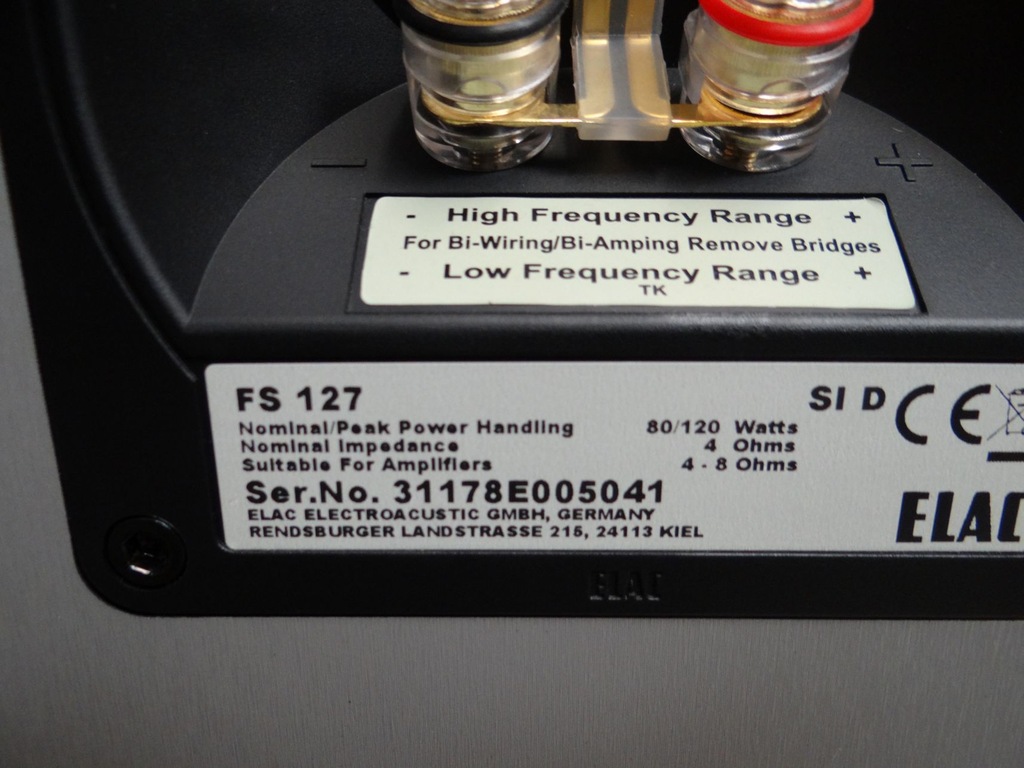 - +
- High Frequency Range +
For Bi-Wiring/Bi-Amping Remove Bridges
- Low Frequency Range +
TK
FS 127
SI D CE
Nominal/Peak Power Handling 80/120 Watts
Nominal Impedance 4 Ohms
Suitable For Amplifiers 4 - 8 Ohms
Ser.No. 31178E005041
ELAC ELECTROACUSTIC GMBH, GERMANY
RENDSBURGER LANDSTRASSE 215, 24113 KIEL
ELAC
ELAC